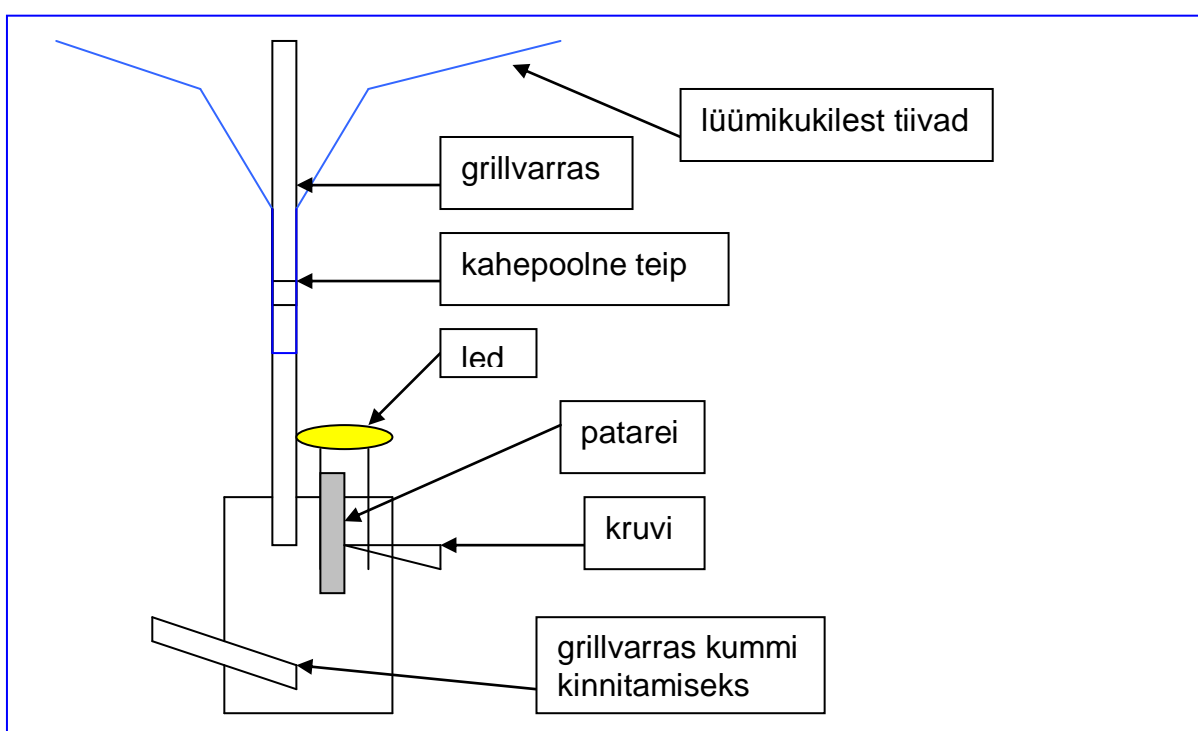 lüümikukilest tiivad
grillvarras
kahepoolne teip
led
patarei
kruvi
grillvarras kummi
kinnitamiseks